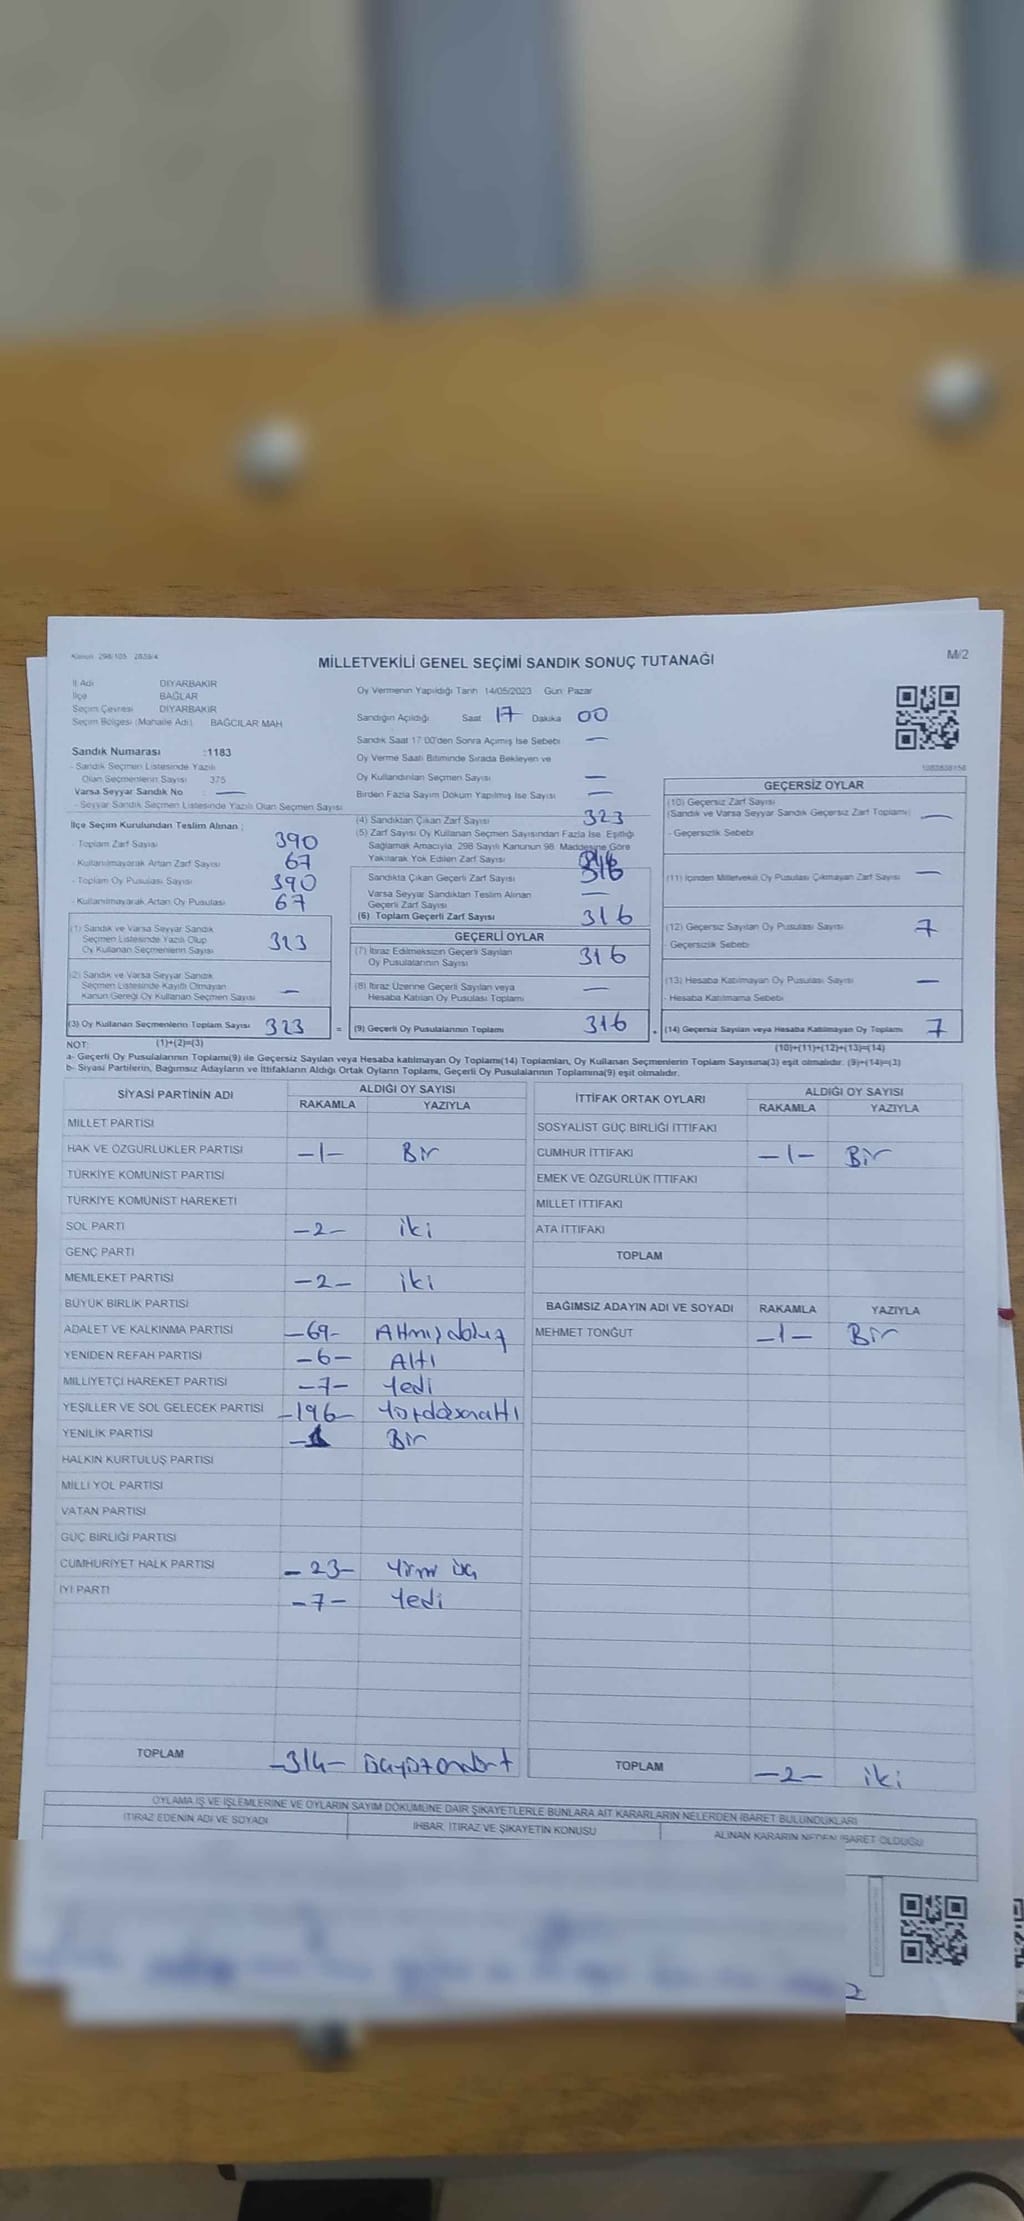 Kanun 298/105 2839/4
MİLLETVEKİLİ GENEL SEÇİMİ SANDIK SONUÇ TUTANAĞI
M/2
İl Adı DİYARBAKIR
İlçe BAĞLAR
Seçim Çevresi DİYARBAKIR
Seçim Bölgesi (Mahalle Adı) BAĞCILAR MAH
Sandık Numarası :1183
- Sandık Seçmen Listesinde Yazılı
Olan Seçmenlerin Sayısı 375
Varsa Seyyar Sandık No : —
- Seyyar Sandık Seçmen Listesinde Yazılı Olan Seçmen Sayısı
İlçe Seçim Kurulundan Teslim Alınan ;
- Toplam Zarf Sayısı 390
- Kullanılmayarak Artan Zarf Sayısı 67
- Toplam Oy Pusulası Sayısı 390
- Kullanılmayarak Artan Oy Pusulası 67
(1) Sandık ve Varsa Seyyar Sandık
Seçmen Listesinde Yazılı Olup
Oy Kullanan Seçmenlerin Sayısı 323
(2) Sandık ve Varsa Seyyar Sandık
Seçmen Listesinde Kayıtlı Olmayan
Kanun Gereği Oy Kullanan Seçmen Sayısı —
(3) Oy Kullanan Seçmenlerin Toplam Sayısı 323 =
(1)+(2)=(3)
Oy Vermenin Yapıldığı Tarih 14/05/2023 Gün Pazar
Sandığın Açıldığı Saat 17 Dakika 00
Sandık Saat 17:00'den Sonra Açımış İse Sebebi —
Oy Verme Saati Bitiminde Sırada Bekleyen ve
Oy Kullandırılan Seçmen Sayısı —
Birden Fazla Sayım Döküm Yapılmış İse Sayısı —
(4) Sandıktan Çıkan Zarf Sayısı 323
(5) Zarf Sayısı Oy Kullanan Seçmen Sayısından Fazla İse Eşitliği
Sağlamak Amacıyla, 298 Sayılı Kanunun 98. Maddesine Göre
Yakılarak Yok Edilen Zarf Sayısı
Sandıkta Çıkan Geçerli Zarf Sayısı 316
Varsa Seyyar Sandıktan Teslim Alınan
Geçerli Zarf Sayısı —
(6) Toplam Geçerli Zarf Sayısı 316
GEÇERLİ OYLAR
(7) İtiraz Edilmeksizin Geçerli Sayılan
Oy Pusulalarının Sayısı 316
(8) İtiraz Üzerine Geçerli Sayılan veya
Hesaba Katılan Oy Pusulası Toplamı —
(9) Geçerli Oy Pusulalarının Toplamı 316
1083838158
GEÇERSİZ OYLAR
(10) Geçersiz Zarf Sayısı
(Sandık ve Varsa Seyyar Sandık Geçersiz Zarf Toplamı) —
- Geçersizlik Sebebi
(11) İçinden Milletvekili Oy Pusulası Çıkmayan Zarf Sayısı —
(12) Geçersiz Sayılan Oy Pusulası Sayısı 7
- Geçersizlik Sebebi
(13) Hesaba Katılmayan Oy Pusulası Sayısı —
- Hesaba Katılmama Sebebi
(14) Geçersiz Sayılan veya Hesaba Katılmayan Oy Toplamı 7
(10)+(11)+(12)+(13)=(14)
NOT:
a- Geçerli Oy Pusulalarının Toplamı(9) ile Geçersiz Sayılan veya Hesaba katılmayan Oy Toplamı(14) Toplamları, Oy Kullanan Seçmenlerin Toplam Sayısına(3) eşit olmalıdır. (9)+(14)=(3)
b- Siyasi Partilerin, Bağımsız Adayların ve İttifakların Aldığı Ortak Oyların Toplamı, Geçerli Oy Pusulalarının Toplamına(9) eşit olmalıdır.
SİYASİ PARTİNİN ADI ALDIĞI OY SAYISI
RAKAMLA YAZIYLA
MİLLET PARTİSİ
HAK VE ÖZGÜRLÜKLER PARTİSİ -1- Bir
TÜRKİYE KOMÜNİST PARTİSİ
TÜRKİYE KOMÜNİST HAREKETİ
SOL PARTİ -2- iki
GENÇ PARTİ
MEMLEKET PARTİSİ -2- iki
BÜYÜK BİRLİK PARTİSİ
ADALET VE KALKINMA PARTİSİ -69- Altmış dokuz
YENİDEN REFAH PARTİSİ -6- Altı
MİLLİYETÇİ HAREKET PARTİSİ -7- Yedi
YEŞİLLER VE SOL GELECEK PARTİSİ -196-
YENİLİK PARTİSİ -1 Bir
HALKIN KURTULUŞ PARTİSİ
MİLLİ YOL PARTİSİ
VATAN PARTİSİ
GÜÇ BİRLİĞİ PARTİSİ
CUMHURİYET HALK PARTİSİ -23- Yirmi üç
İYİ PARTİ -7- Yedi
TOPLAM -314- üçyüzondört
İTTİFAK ORTAK OYLARI ALDIĞI OY SAYISI
RAKAMLA YAZIYLA
SOSYALİST GÜÇ BİRLİĞİ İTTİFAKI
CUMHUR İTTİFAKI -1- Bir
EMEK VE ÖZGÜRLÜK İTTİFAKI
MİLLET İTTİFAKI
ATA İTTİFAKI
TOPLAM
BAĞIMSIZ ADAYIN ADI VE SOYADI RAKAMLA YAZIYLA
MEHMET TONĞUT -1- Bir
TOPLAM -2- iki
OYLAMA İŞ VE İŞLEMLERİNE VE OYLARIN SAYIM DÖKÜMÜNE DAİR ŞİKAYETLERLE BUNLARA AİT KARARLARIN NELERDEN İBARET BULUNDUKLARI
İTİRAZ EDENİN ADI VE SOYADI İHBAR, İTİRAZ VE ŞİKAYETİN KONUSU ALINAN KARARIN NEDEN İBARET OLDUĞU